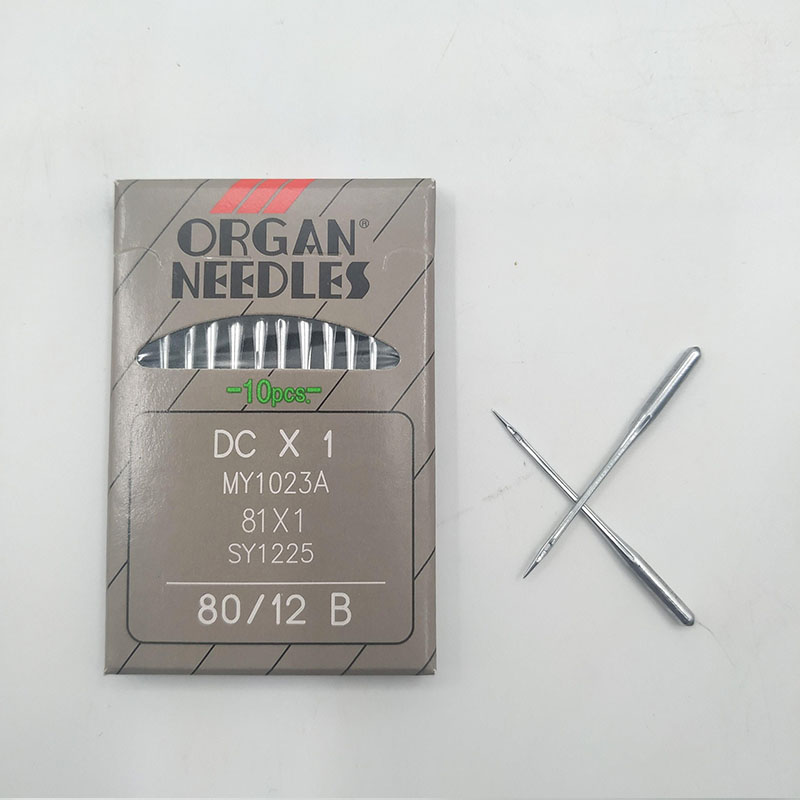 ORGAN®
NEEDLES
-10pcs.-
DC X 1
MY1023A
81X1
SY1225
80/12 B